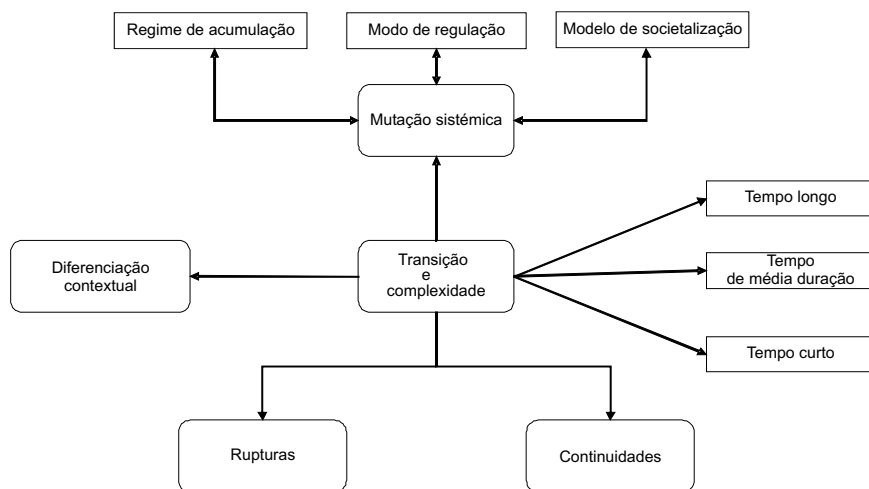 Regime de acumulação
Modo de regulação
Modelo de societalização
Mutação sistémica
Tempo longo
Diferenciação
contextual
Transição
e
complexidade
Tempo
de média duração
Tempo curto
Rupturas
Continuidades